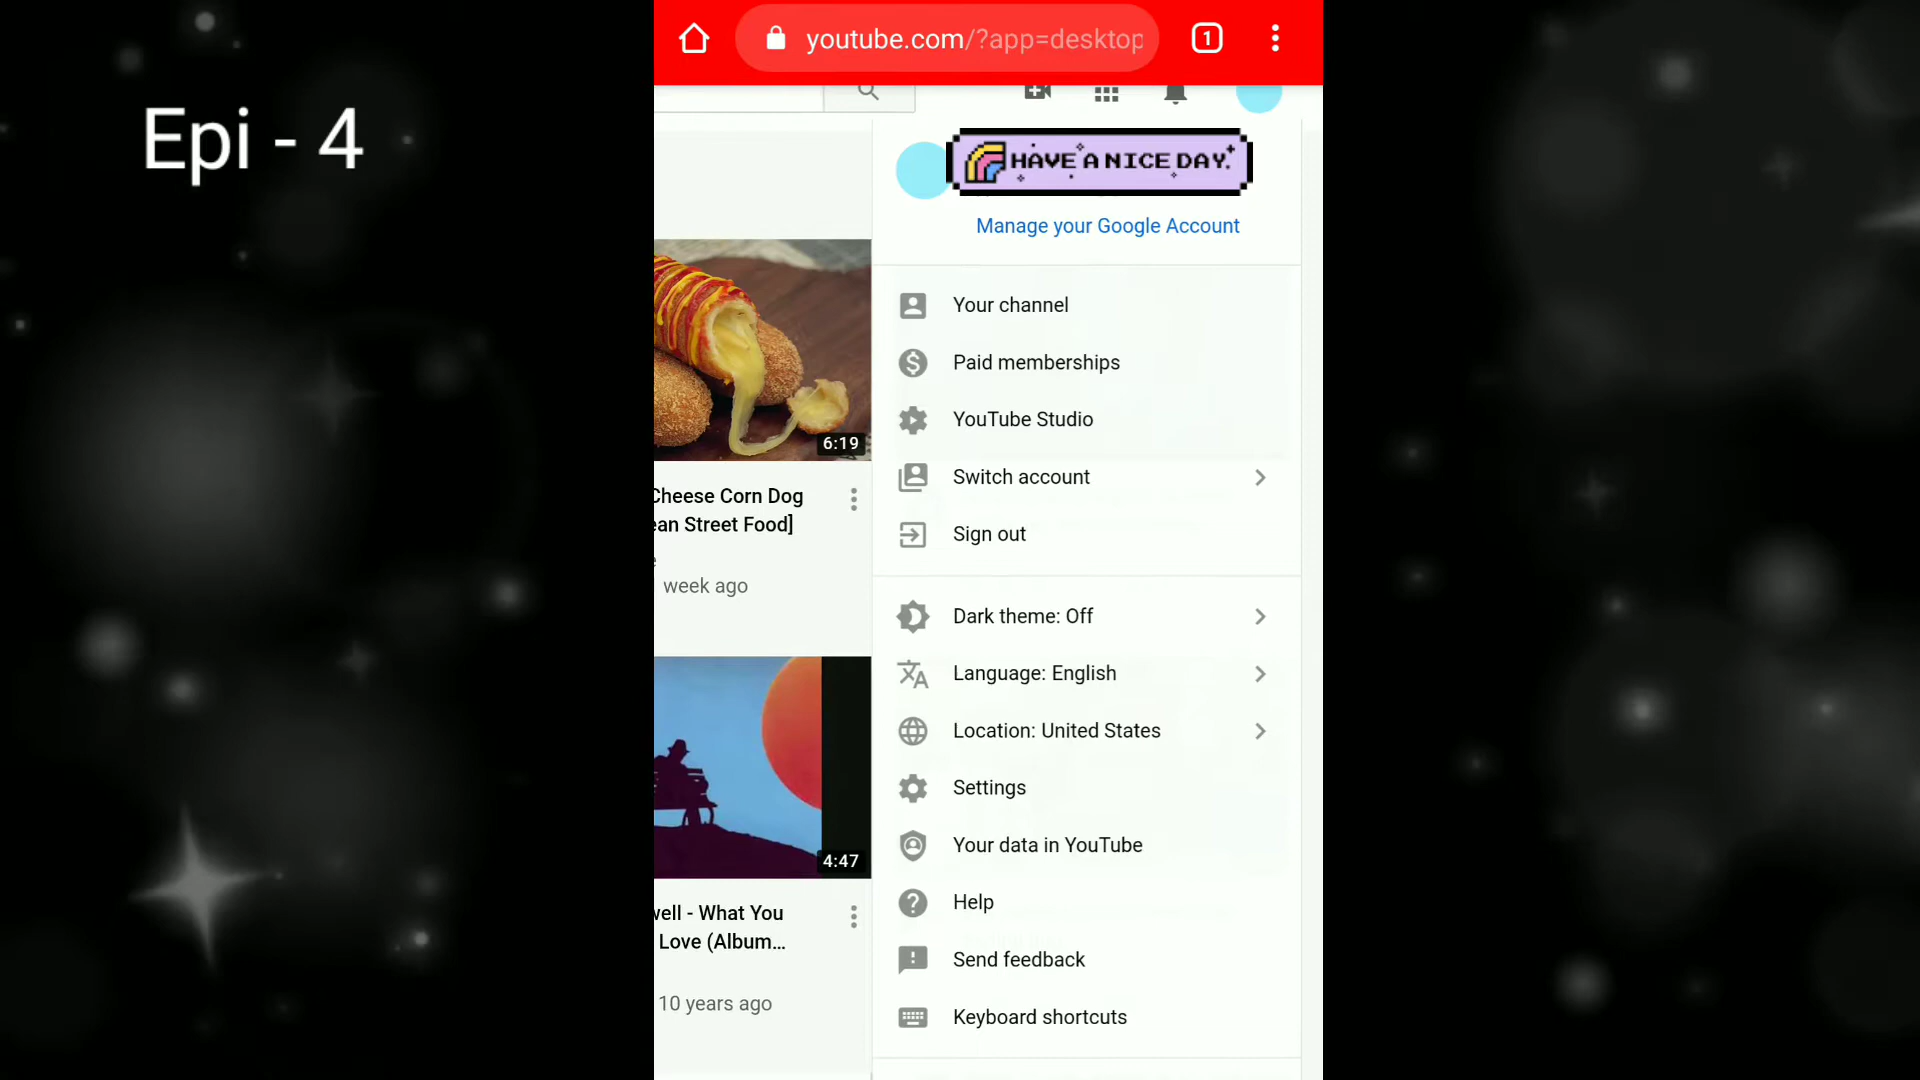 Epi - 4
youtube.com/?app=desktop
1
HAVE A NICE DAY.
Manage your Google Account
Your channel
Paid memberships
YouTube Studio
Switch account
Sign out
Dark theme: Off
Language: English
Location: United States
Settings
Your data in YouTube
Help
Send feedback
Keyboard shortcuts
6:19
Cheese Corn Dog
ean Street Food]
week ago
4:47
well - What You
Love (Album...
10 years ago